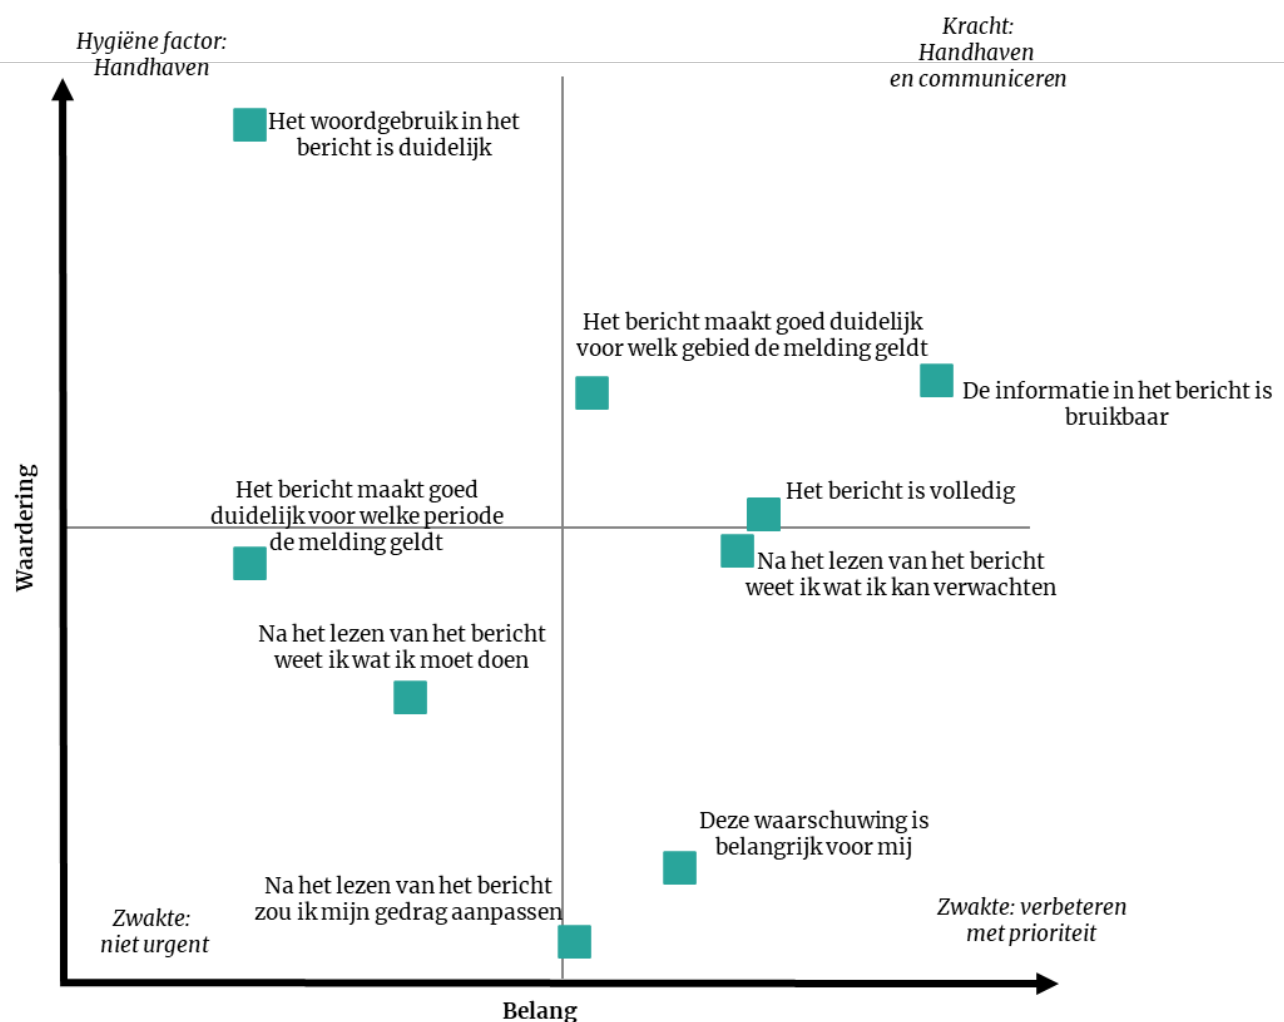 Hygiëne factor:
Handhaven
Kracht:
Handhaven
en communiceren
Het woordgebruik in het
bericht is duidelijk
Het bericht maakt goed duidelijk
voor welk gebied de melding geldt
De informatie in het bericht is
bruikbaar
Het bericht maakt goed
duidelijk voor welke periode
de melding geldt
Het bericht is volledig
Na het lezen van het bericht
weet ik wat ik kan verwachten
Waardering
Na het lezen van het bericht
weet ik wat ik moet doen
Deze waarschuwing is
belangrijk voor mij
Na het lezen van het bericht
zou ik mijn gedrag aanpassen
Zwakte:
niet urgent
Zwakte: verbeteren
met prioriteit
Belang